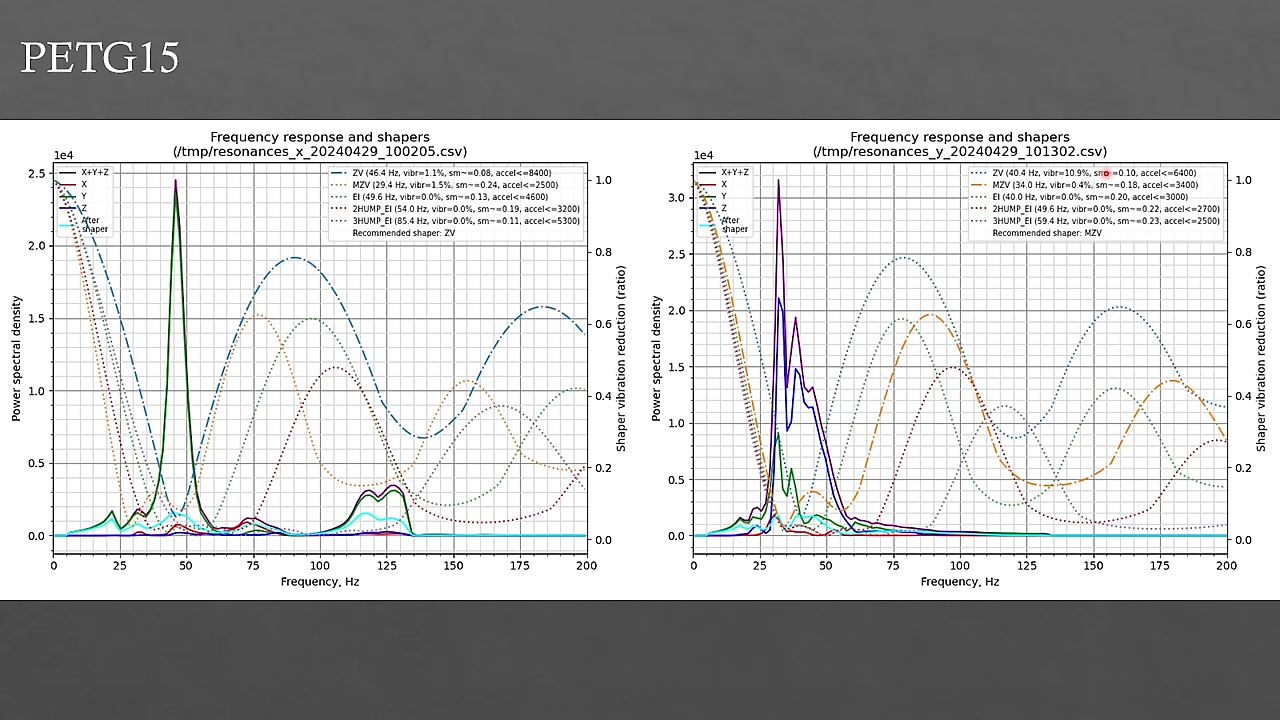 PETG15
Frequency response and shapers
(/tmp/resonances_x_20240429_100205.csv)
1e4
X+Y+Z
X
Y
Z
After
shaper
ZV (46.4 Hz, vibr=1.1%, sm~=0.08, accel<=8400)
MZV (29.4 Hz, vibr=1.5%, sm~=0.24, accel<=2500)
EI (49.6 Hz, vibr=0.0%, sm~=0.13, accel<=4600)
2HUMP_EI (54.0 Hz, vibr=0.0%, sm~=0.19, accel<=3200)
3HUMP_EI (85.4 Hz, vibr=0.0%, sm~=0.11, accel<=5300)
Recommended shaper: ZV
2.5
2.0
1.5
1.0
0.5
0.0
Power spectral density
1.0
0.8
0.6
0.4
0.2
0.0
Shaper vibration reduction (ratio)
0 25 50 75 100 125 150 175 200
Frequency, Hz
Frequency response and shapers
(/tmp/resonances_y_20240429_101302.csv)
1e4
X+Y+Z
X
Y
Z
After
shaper
ZV (40.4 Hz, vibr=10.9%, sm~=0.10, accel<=6400)
MZV (34.0 Hz, vibr=0.4%, sm~=0.18, accel<=3400)
EI (40.0 Hz, vibr=0.0%, sm~=0.20, accel<=3000)
2HUMP_EI (49.6 Hz, vibr=0.0%, sm~=0.22, accel<=2700)
3HUMP_EI (59.4 Hz, vibr=0.0%, sm~=0.23, accel<=2500)
Recommended shaper: MZV
3.0
2.5
2.0
1.5
1.0
0.5
0.0
Power spectral density
1.0
0.8
0.6
0.4
0.2
0.0
Shaper vibration reduction (ratio)
0 25 50 75 100 125 150 175 200
Frequency, Hz